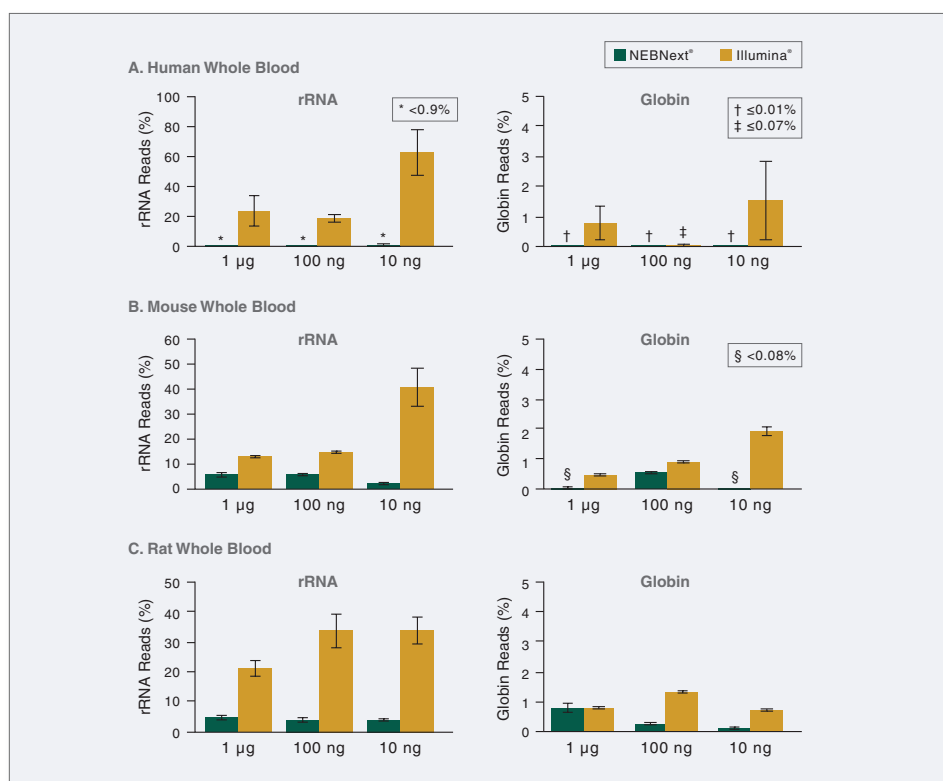 NEBNext® Illumina®
A. Human Whole Blood
rRNA
* <0.9%
rRNA Reads (%)
100
80
60
40
20
0
* * *
1 µg 100 ng 10 ng
Globin
† ≤0.01%
‡ ≤0.07%
Globin Reads (%)
5
4
3
2
1
0
† † ‡ †
1 µg 100 ng 10 ng
B. Mouse Whole Blood
rRNA
rRNA Reads (%)
60
50
40
30
20
10
0
1 µg 100 ng 10 ng
Globin
§ <0.08%
Globin Reads (%)
5
4
3
2
1
0
§ §
1 µg 100 ng 10 ng
C. Rat Whole Blood
rRNA
rRNA Reads (%)
50
40
30
20
10
0
1 µg 100 ng 10 ng
Globin
Globin Reads (%)
5
4
3
2
1
0
1 µg 100 ng 10 ng